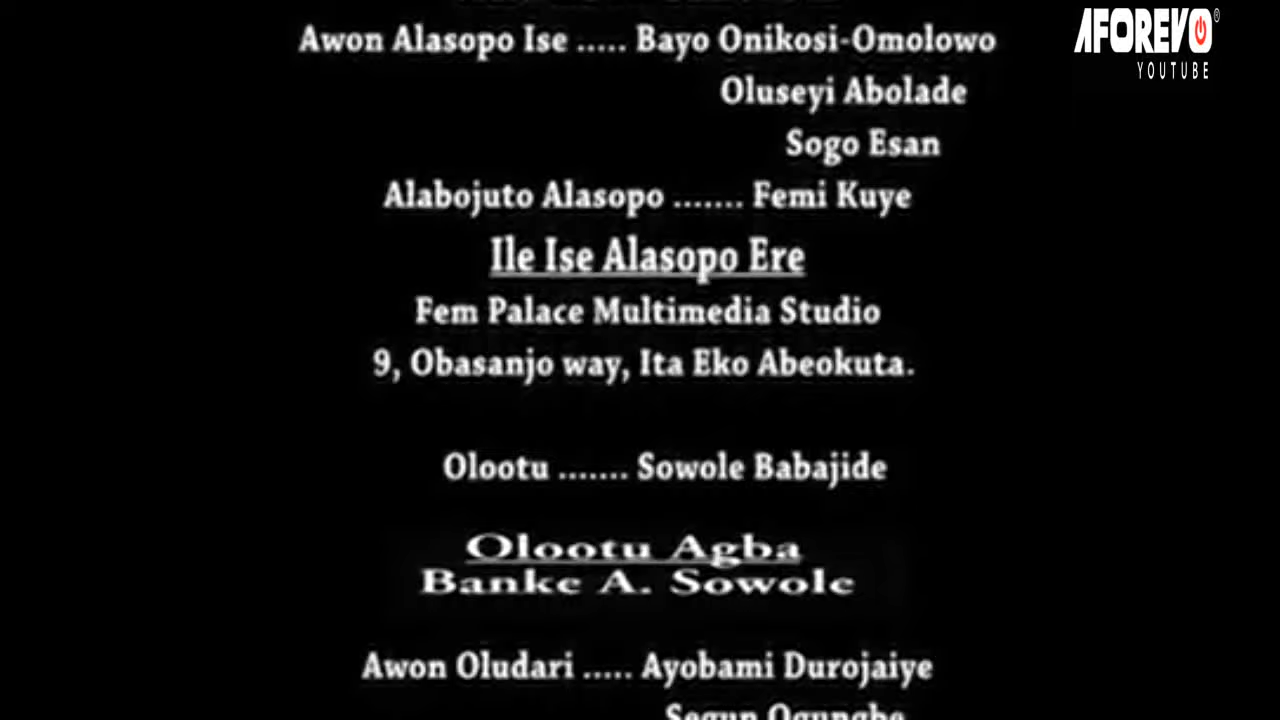 AFOREVO®
YOUTUBE
Awon Alasopo Ise ..... Bayo Onikosi-Omolowo
Oluseyi Abolade
Sogo Esan
Alabojuto Alasopo ....... Femi Kuye
Ile Ise Alasopo Ere
Fem Palace Multimedia Studio
9, Obasanjo way, Ita Eko Abeokuta.
Olootu ....... Sowole Babajide
Olootu Agba
Banke A. Sowole
Awon Oludari ..... Ayobami Durojaiye
Segun Ogungbe